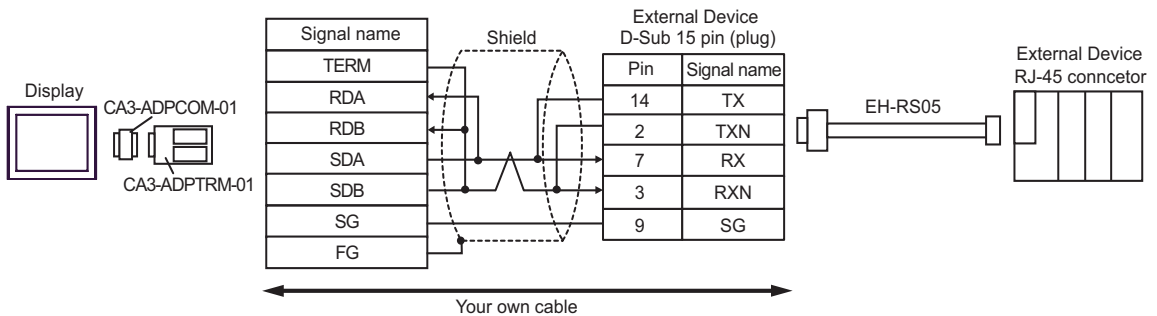 Display
CA3-ADPCOM-01
CA3-ADPTRM-01
Signal name
TERM
RDA
RDB
SDA
SDB
SG
FG
Shield
External Device
D-Sub 15 pin (plug)
Pin Signal name
14 TX
2 TXN
7 RX
3 RXN
9 SG
EH-RS05
External Device
RJ-45 conncetor
Your own cable